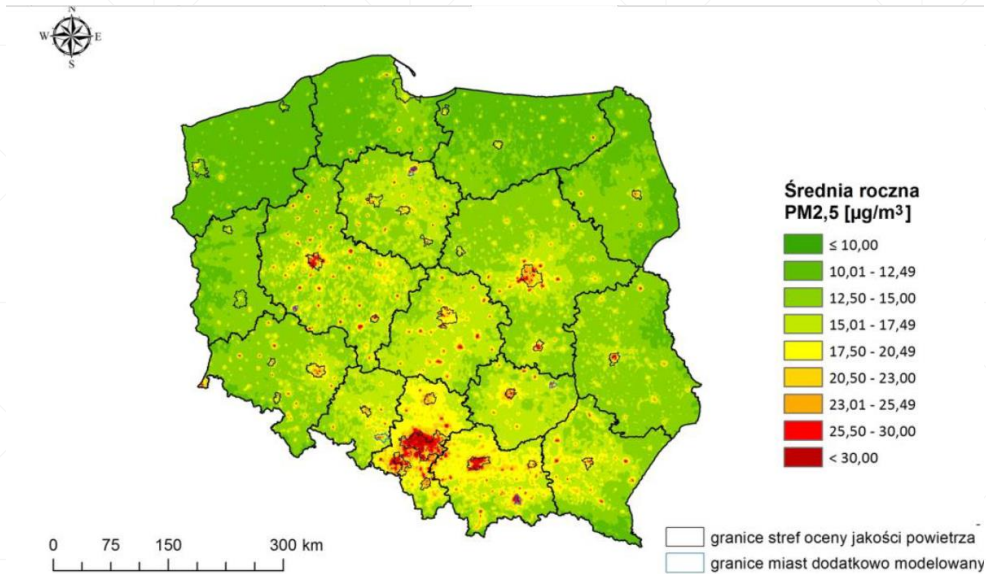 N
W E
S
Średnia roczna
PM2,5 [µg/m³]
≤ 10,00
10,01 - 12,49
12,50 - 15,00
15,01 - 17,49
17,50 - 20,49
20,50 - 23,00
23,01 - 25,49
25,50 - 30,00
< 30,00
0 75 150 300 km
granice stref oceny jakości powietrza
granice miast dodatkowo modelowany